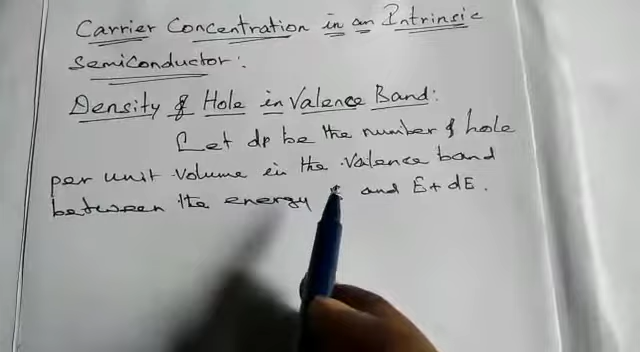 Carrier Concentration in an Intrinsic
Semiconductor:
Density of Hole in Valence Band:
Let dp be the number of hole
per unit volume in the valence band
between the energy and E + dE.